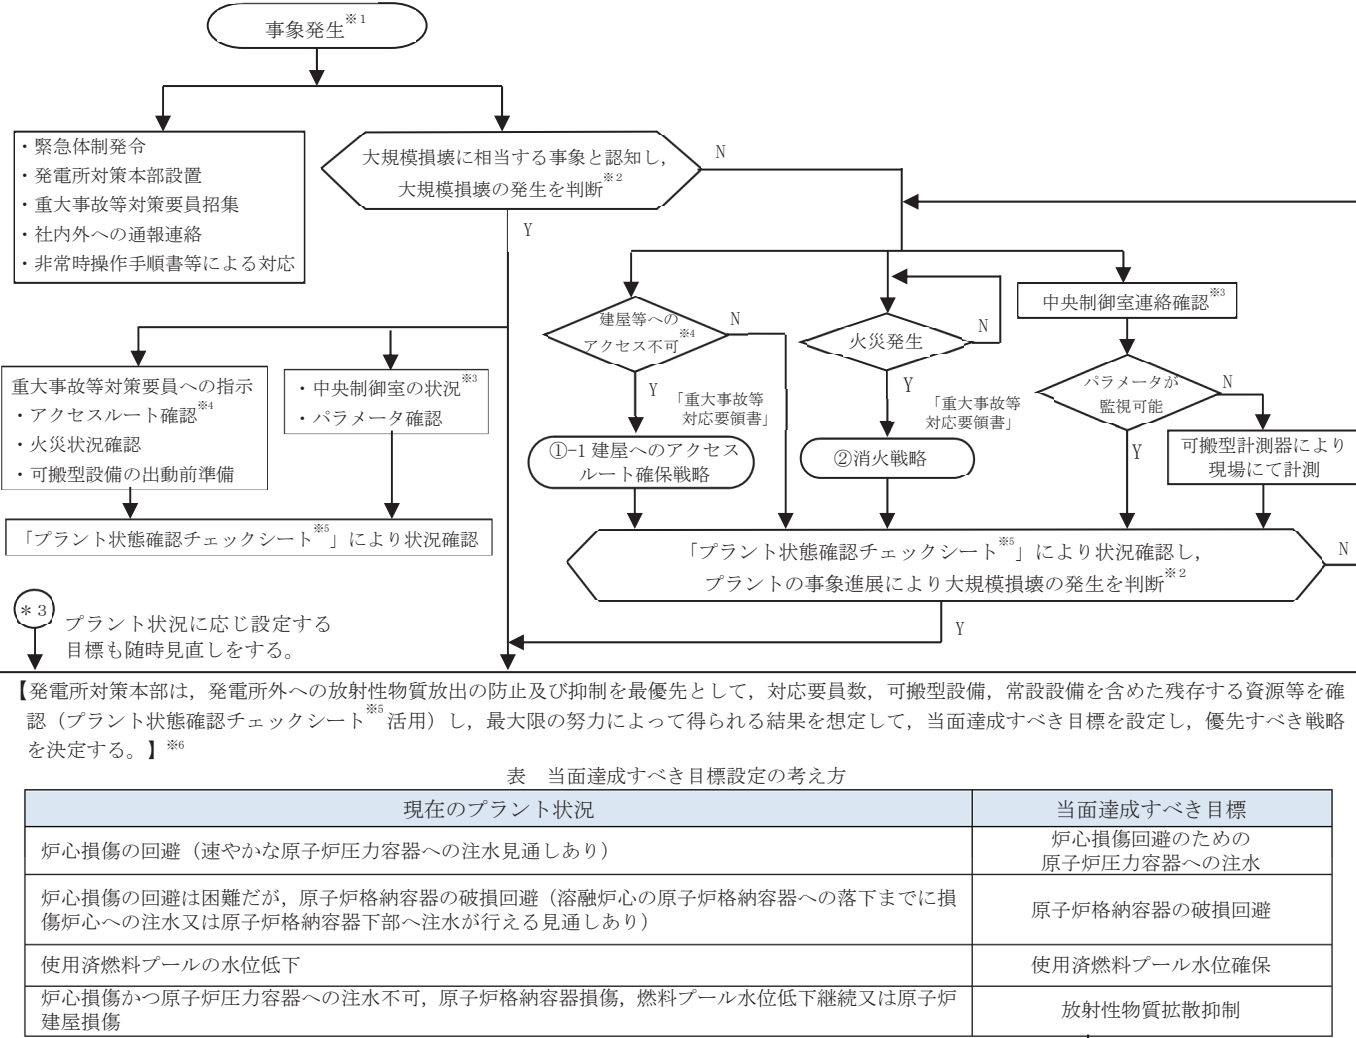 事象発生※1
・緊急体制発令
・発電所対策本部設置
・重大事故等対策要員招集
・社内外への通報連絡
・非常時操作手順書等による対応
大規模損壊に相当する事象と認知し，
大規模損壊の発生を判断※2
N
Y
建屋等への
アクセス不可※4
N
Y
「重大事故等
対応要領書」
火災発生
N
Y
「重大事故等
対応要領書」
中央制御室連絡確認※3
パラメータが
監視可能
N
Y
可搬型計測器により
現場にて計測
①-1 建屋へのアクセス
ルート確保戦略
②消火戦略
重大事故等対策要員への指示
・アクセスルート確認※4
・火災状況確認
・可搬型設備の出動前準備
・中央制御室の状況※3
・パラメータ確認
「プラント状態確認チェックシート※5」により状況確認
「プラント状態確認チェックシート※5」により状況確認し，
プラントの事象進展により大規模損壊の発生を判断※2
N
Y
＊3
プラント状況に応じ設定する
目標も随時見直しをする。
【発電所対策本部は，発電所外への放射性物質放出の防止及び抑制を最優先として，対応要員数，可搬型設備，常設設備を含めた残存する資源等を確
認（プラント状態確認チェックシート※5活用）し，最大限の努力によって得られる結果を想定して，当面達成すべき目標を設定し，優先すべき戦略
を決定する。】※6
表　当面達成すべき目標設定の考え方
現在のプラント状況
当面達成すべき目標
炉心損傷の回避（速やかな原子炉圧力容器への注水見通しあり）
炉心損傷回避のための
原子炉圧力容器への注水
炉心損傷の回避は困難だが，原子炉格納容器の破損回避（溶融炉心の原子炉格納容器への落下までに損
傷炉心への注水又は原子炉格納容器下部へ注水が行える見通しあり）
原子炉格納容器の破損回避
使用済燃料プールの水位低下
使用済燃料プール水位確保
炉心損傷かつ原子炉圧力容器への注水不可，原子炉格納容器損傷，燃料プール水位低下継続又は原子炉
建屋損傷
放射性物質拡散抑制